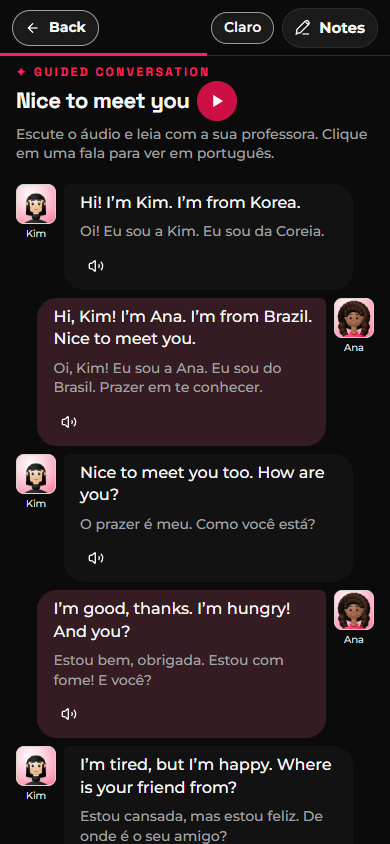 Back
Claro
Notes
✦ GUIDED CONVERSATION
Nice to meet you
Escute o áudio e leia com a sua professora. Clique
em uma fala para ver em português.
Hi! I’m Kim. I’m from Korea.
Oi! Eu sou a Kim. Eu sou da Coreia.
Kim
Hi, Kim! I’m Ana. I’m from Brazil.
Nice to meet you.
Oi, Kim! Eu sou a Ana. Eu sou do
Brasil. Prazer em te conhecer.
Ana
Nice to meet you too. How are
you?
O prazer é meu. Como você está?
Kim
I’m good, thanks. I’m hungry!
And you?
Estou bem, obrigada. Estou com
fome! E você?
Ana
I’m tired, but I’m happy. Where
is your friend from?
Estou cansada, mas estou feliz. De
onde é o seu amigo?
Kim